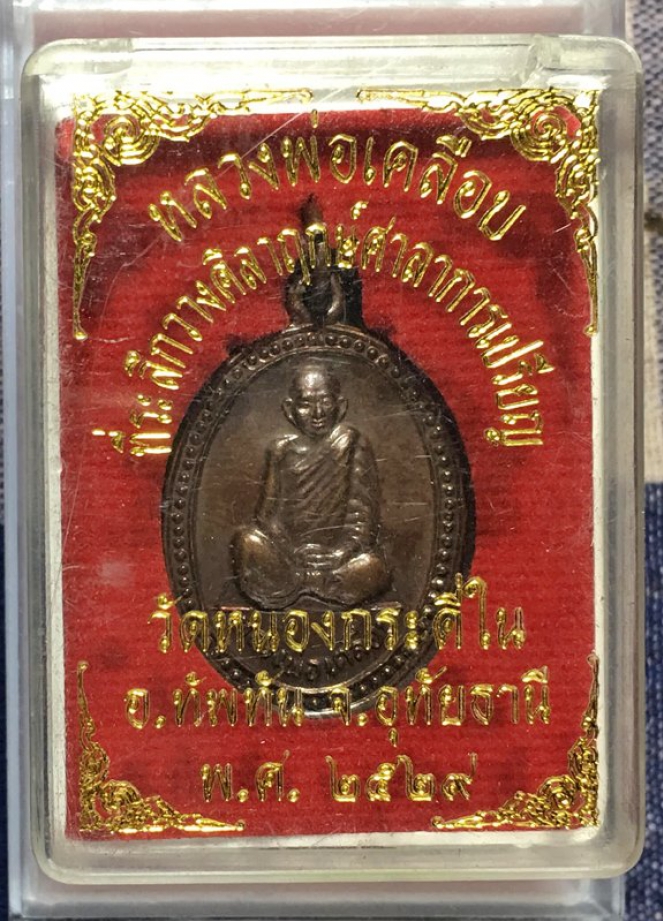 หลวงพ่อเคลือบ
ที่ระลึกวางศิลาฤกษ์ศาลาการเปรียญ
วัดหนองกระดี่ใน
อ.ทัพทัน จ.อุทัยธานี
พ.ศ. ๒๕๒๙